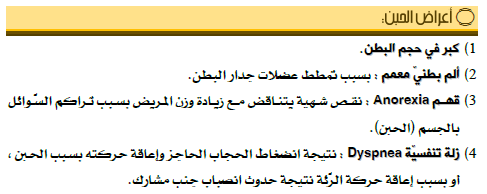 أعراض الحبن:
1) كبر في حجم البطن.
2) ألم بطنيّ معمم : بسبب تمطط عضلات جدار البطن.
3) قهم Anorexia : نقص شهية يتناقض مع زيادة وزن المريض بسبب تراكم السّوائل
بالجسم (الحبن).
4) زلة تنفسيّة Dyspnea : نتيجة انضغاط الحجاب الحاجز وإعاقة حركته بسبب الحبن ،
او بسبب إعاقة حركة الرّئة نتيجة حدوث انصباب جنب مشارك.